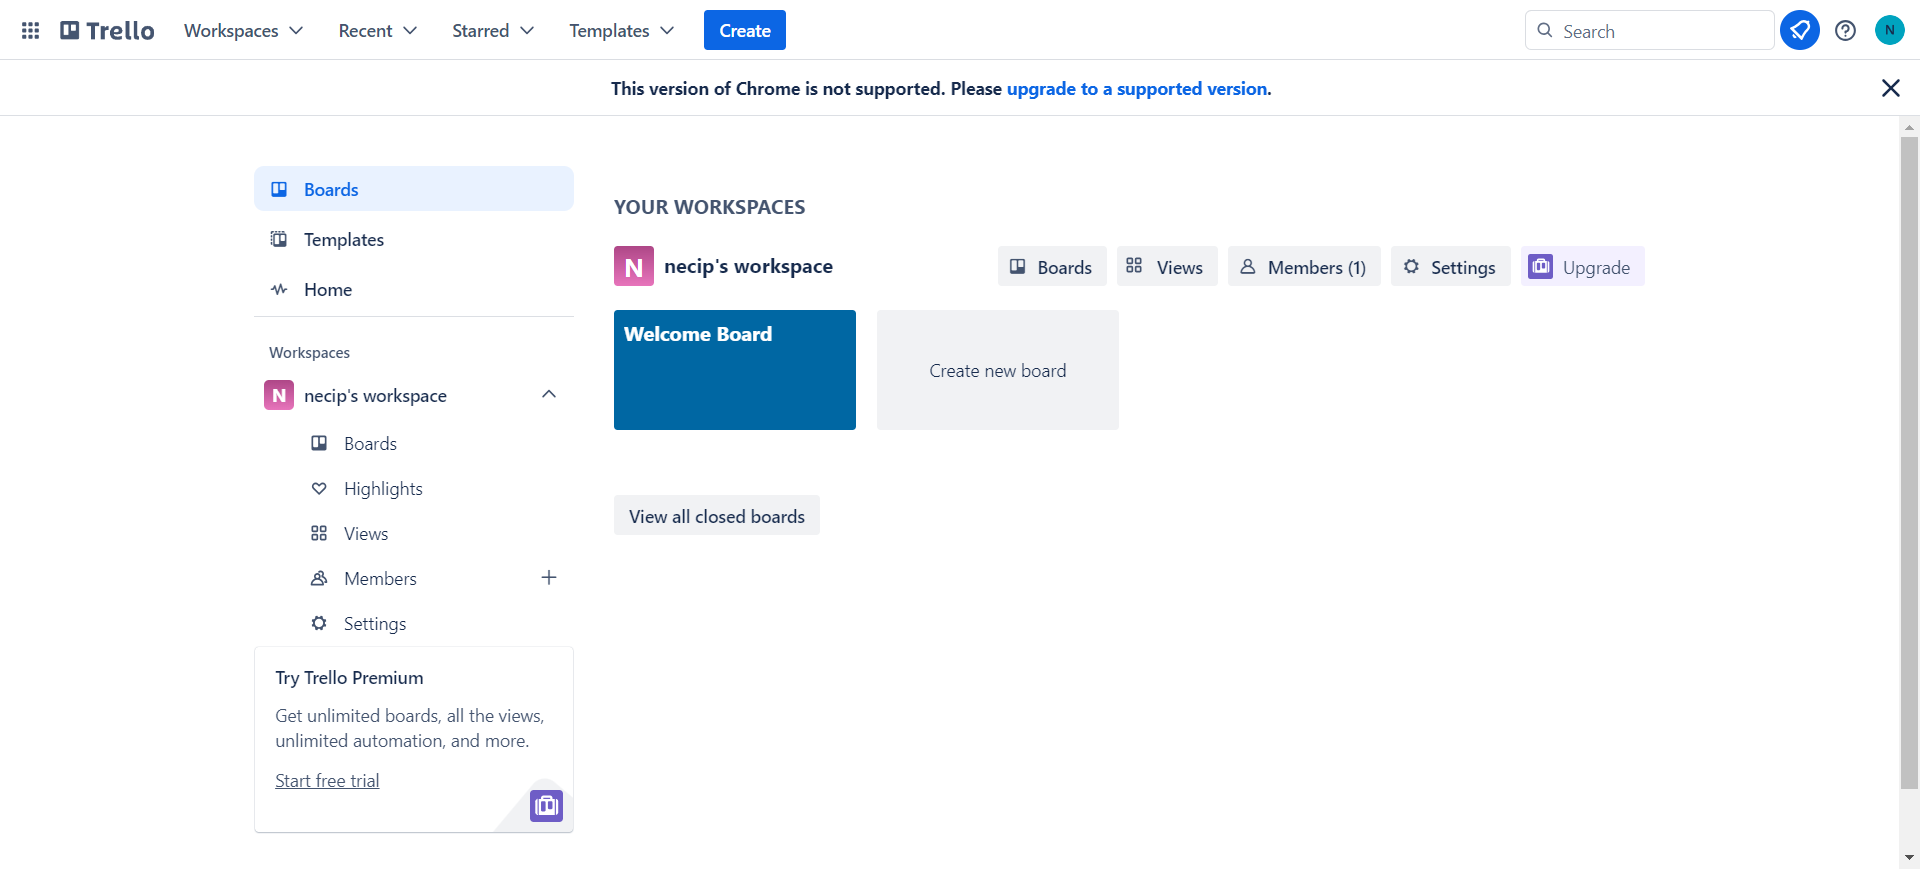 Trello Workspaces Recent Starred Templates Create Search N
This version of Chrome is not supported. Please upgrade to a supported version.
Boards
Templates
Home
Workspaces
N necip's workspace
Boards
Highlights
Views
Members
Settings
Try Trello Premium
Get unlimited boards, all the views,
unlimited automation, and more.
Start free trial
YOUR WORKSPACES
N necip's workspace Boards Views Members (1) Settings Upgrade
Welcome Board
Create new board
View all closed boards